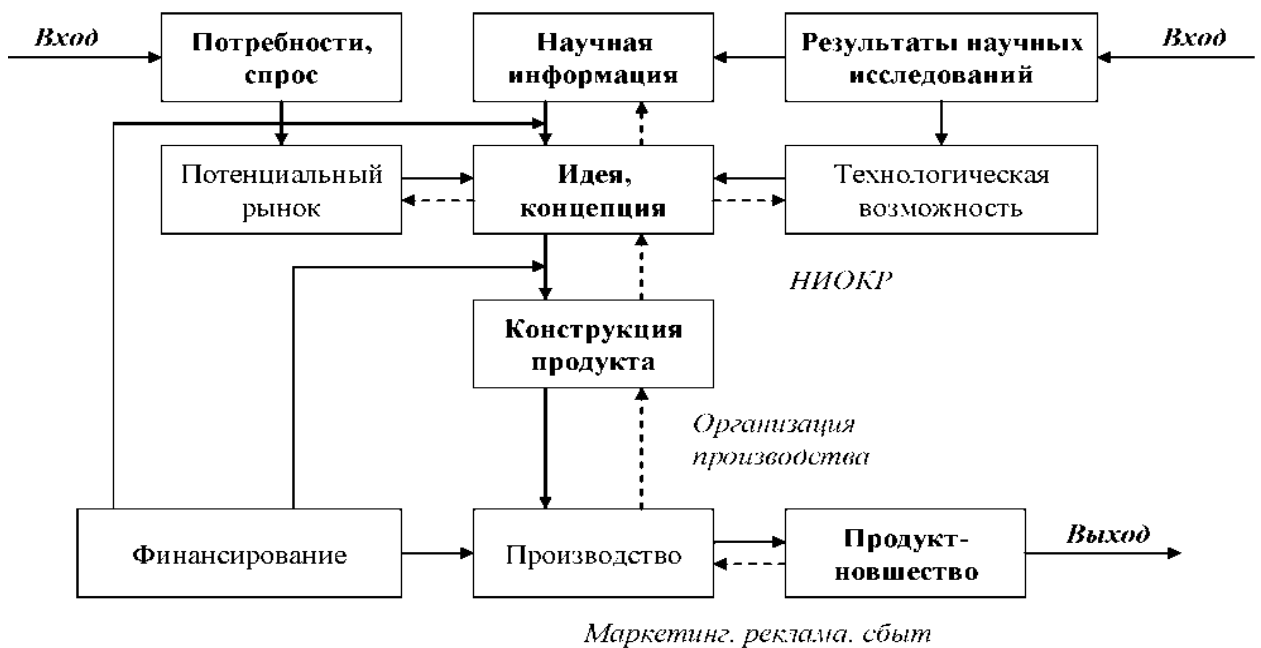 Вход
Потребности,
спрос
Научная
информация
Результаты научных
исследований
Вход
Потенциальный
рынок
Идея,
концепция
Технологическая
возможность
НИОКР
Конструкция
продукта
Организация
производства
Финансирование
Производство
Продукт-
новшество
Выход
Маркетинг, реклама, сбыт